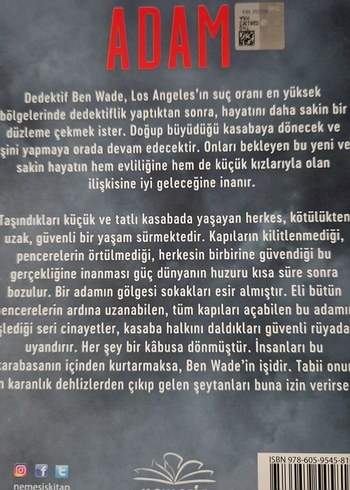 ADAM
Dedektif Ben Wade, Los Angeles'ın suç oranı en yüksek
bölgelerinde dedektiflik yaptıktan sonra, hayatını daha sakin bir
düzleme çekmek ister. Doğup büyüdüğü kasabaya dönecek ve
işini yapmaya orada devam edecektir. Onları bekleyen bu yeni ve
sakin hayatın hem evliliğine hem de küçük kızlarıyla olan
ilişkisine iyi geleceğine inanır.
Taşındıkları küçük ve tatlı kasabada yaşayan herkes, kötülükten
uzak, güvenli bir yaşam sürmektedir. Kapıların kilitlenmediği,
pencerelerin örtülmediği, herkesin birbirine güvendiği bu
gerçekliğine inanması güç dünyanın huzuru kısa süre sonra
bozulur. Bir adamın gölgesi sokakları esir almıştır. Eli bütün
pencerelerin ardına uzanabilen, tüm kapıları açabilen bu adamın
işlediği seri cinayetler, kasaba halkını daldıkları güvenli rüyadan
uyandırır. Her şey bir kâbusa dönmüştür. İnsanları bu
karabasanın içinden kurtarmaksa, Ben Wade'in işidir. Tabii onun
karanlık dehlizlerden çıkıp gelen şeytanları buna izin verirse
ISBN 978-605-9545-81
nemesiskitap